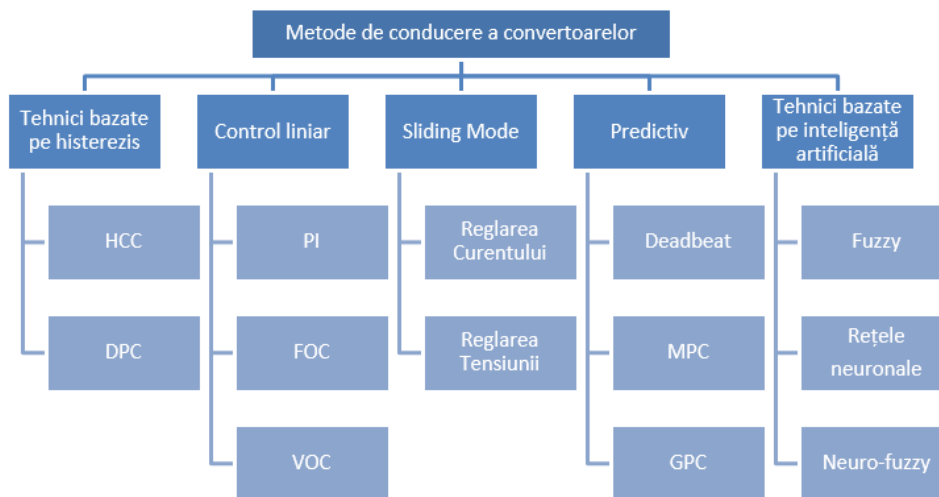 Metode de conducere a convertoarelor
Tehnici bazate
pe histerezis
Control liniar
Sliding Mode
Predictiv
Tehnici bazate
pe inteligență
artificială
HCC
PI
Reglarea
Curentului
Deadbeat
Fuzzy
DPC
FOC
Reglarea
Tensiunii
MPC
Rețele
neuronale
VOC
GPC
Neuro-fuzzy